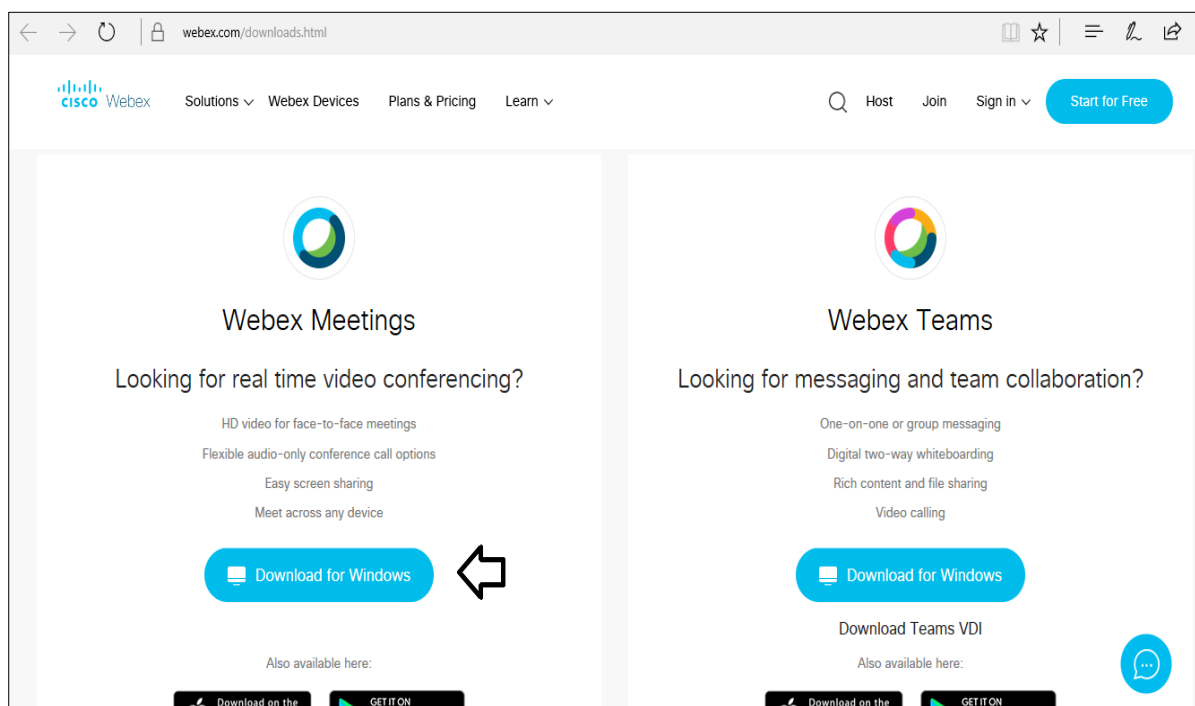 webex.com/downloads.html
cisco Webex Solutions Webex Devices Plans & Pricing Learn Host Join Sign in Start for Free
Webex Meetings
Looking for real time video conferencing?
HD video for face-to-face meetings
Flexible audio-only conference call options
Easy screen sharing
Meet across any device
Download for Windows
Also available here:
Download on the
GET IT ON
Webex Teams
Looking for messaging and team collaboration?
One-on-one or group messaging
Digital two-way whiteboarding
Rich content and file sharing
Video calling
Download for Windows
Download Teams VDI
Also available here:
Download on the
GET IT ON